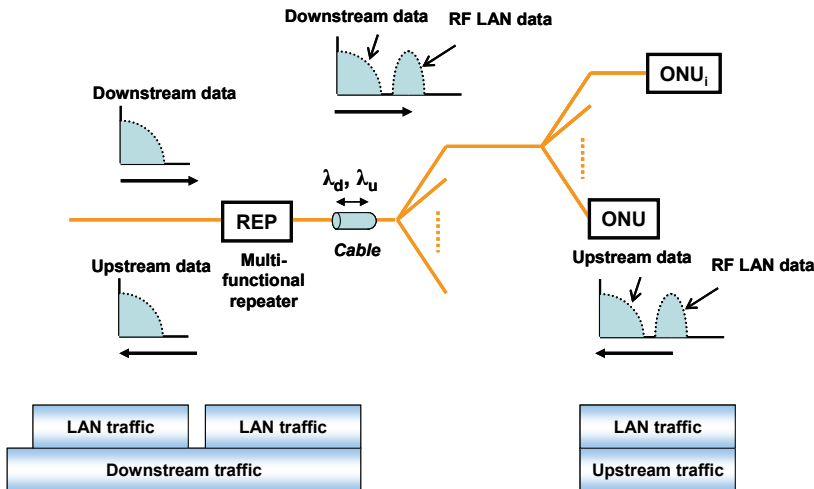 Downstream data
RF LAN data
ONUi
Downstream data
λd, λu
REP
Cable
ONU
Multi-
functional
repeater
Upstream data
Upstream data
RF LAN data
LAN traffic
LAN traffic
LAN traffic
Downstream traffic
Upstream traffic